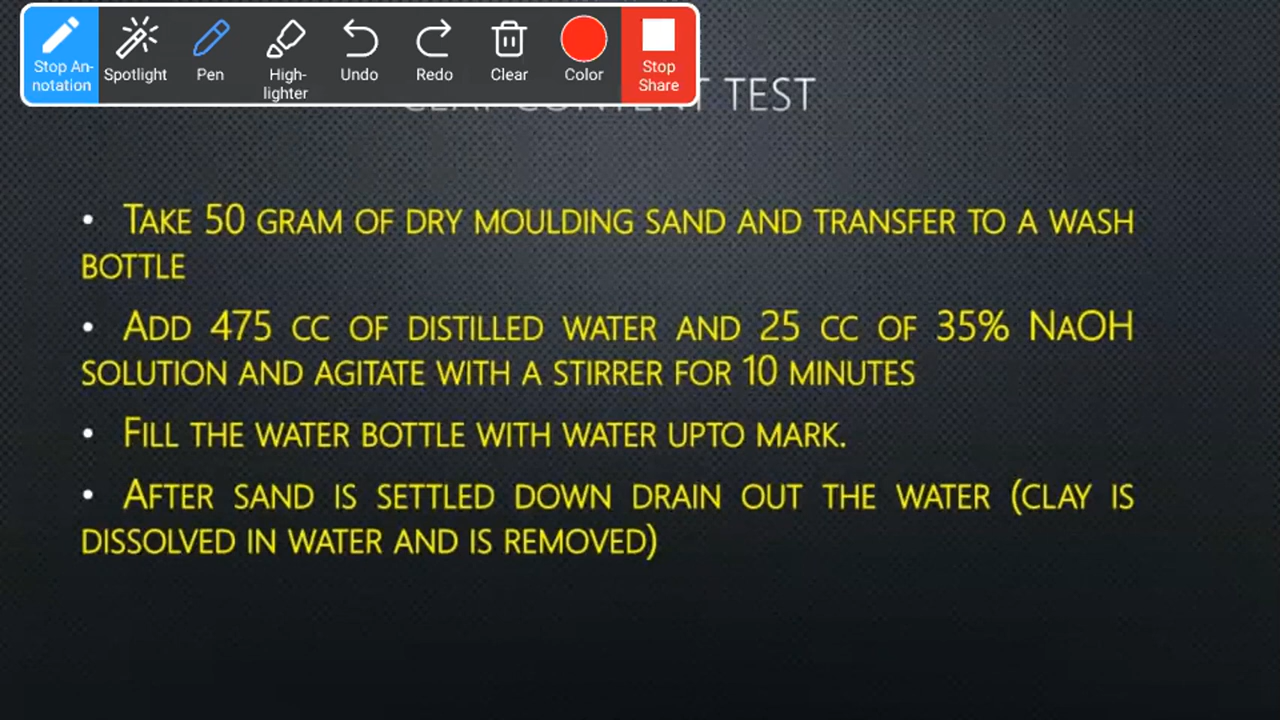 Stop An-
notation
Spotlight
Pen
High-
lighter
Undo
Redo
Clear
Color
Stop
Share
TEST
• TAKE 50 GRAM OF DRY MOULDING SAND AND TRANSFER TO A WASH
BOTTLE
• ADD 475 CC OF DISTILLED WATER AND 25 CC OF 35% NAOH
SOLUTION AND AGITATE WITH A STIRRER FOR 10 MINUTES
• FILL THE WATER BOTTLE WITH WATER UPTO MARK.
• AFTER SAND IS SETTLED DOWN DRAIN OUT THE WATER (CLAY IS
DISSOLVED IN WATER AND IS REMOVED)